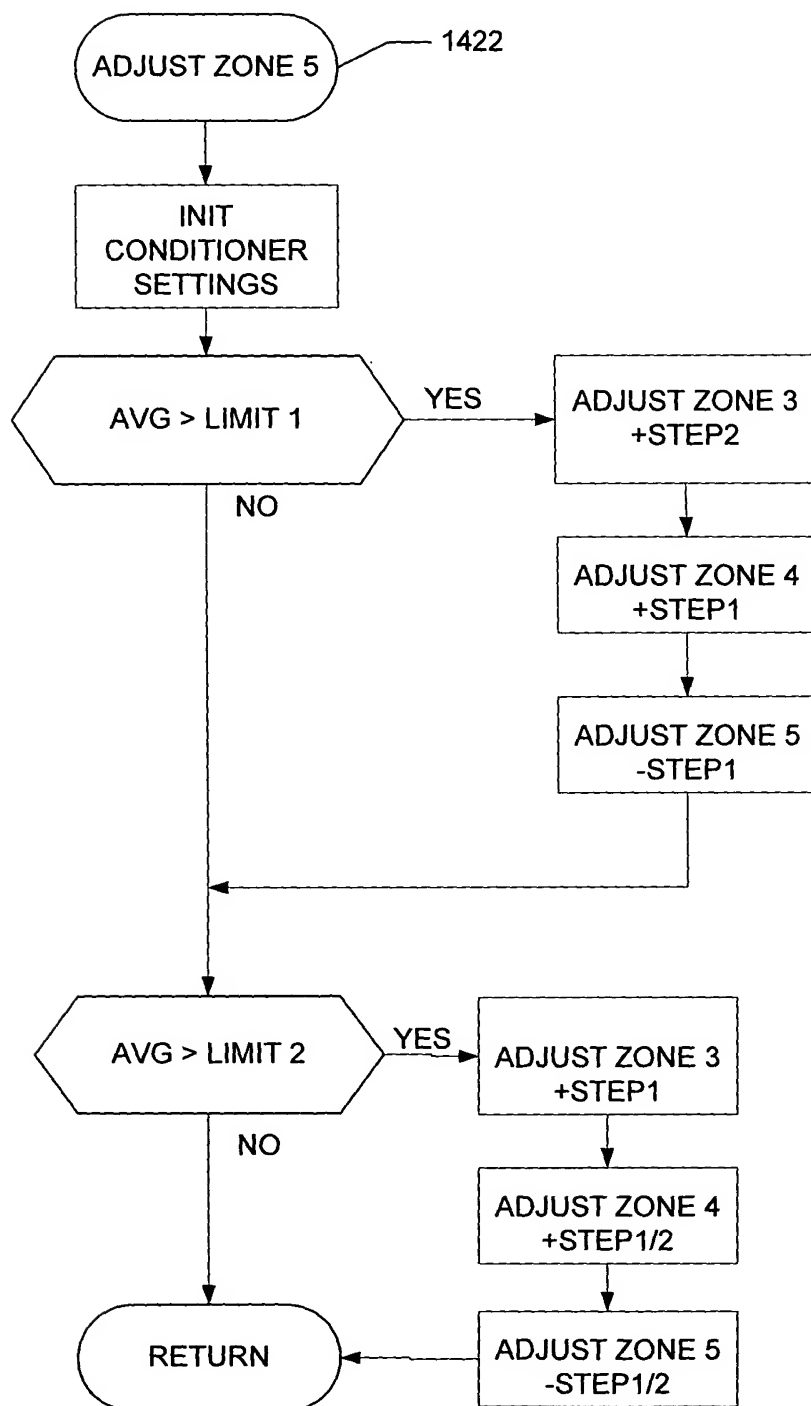 ADJUST ZONE 5
1422
INIT
CONDITIONER
SETTINGS
AVG > LIMIT 1
YES
NO
ADJUST ZONE 3
+STEP2
ADJUST ZONE 4
+STEP1
ADJUST ZONE 5
-STEP1
AVG > LIMIT 2
YES
NO
ADJUST ZONE 3
+STEP1
ADJUST ZONE 4
+STEP1/2
ADJUST ZONE 5
-STEP1/2
RETURN